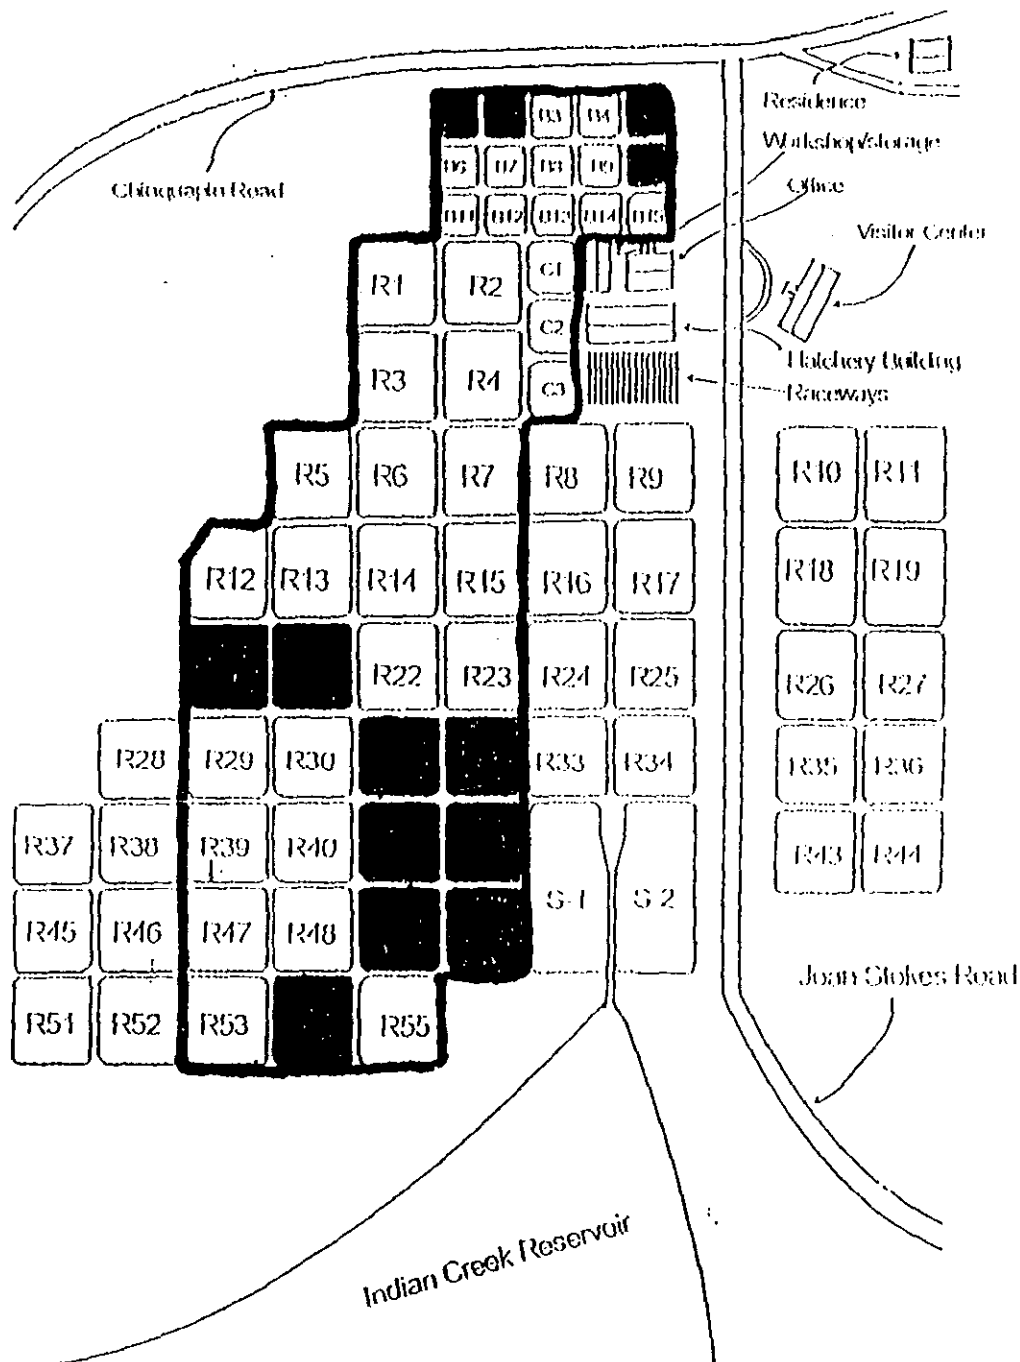 Residence
B3 B4
Workshop/storage
B6 B7 B8 B9
Office
Chinquapin Road
B11 B12 B13 B14 B15
Visitor Center
R1 R2 C1
C2
Hatchery Building
R3 R4 C3
Raceways
R5 R6 R7 R8 R9 R10 R11
R12 R13 R14 R15 R16 R17 R18 R19
R22 R23 R24 R25 R26 R27
R28 R29 R30 R33 R34 R35 R36
R37 R38 R39 R40 R43 R44
R45 R46 R47 R48 S-1 S-2
Joan Stokes Road
R51 R52 R53 R55
Indian Creek Reservoir